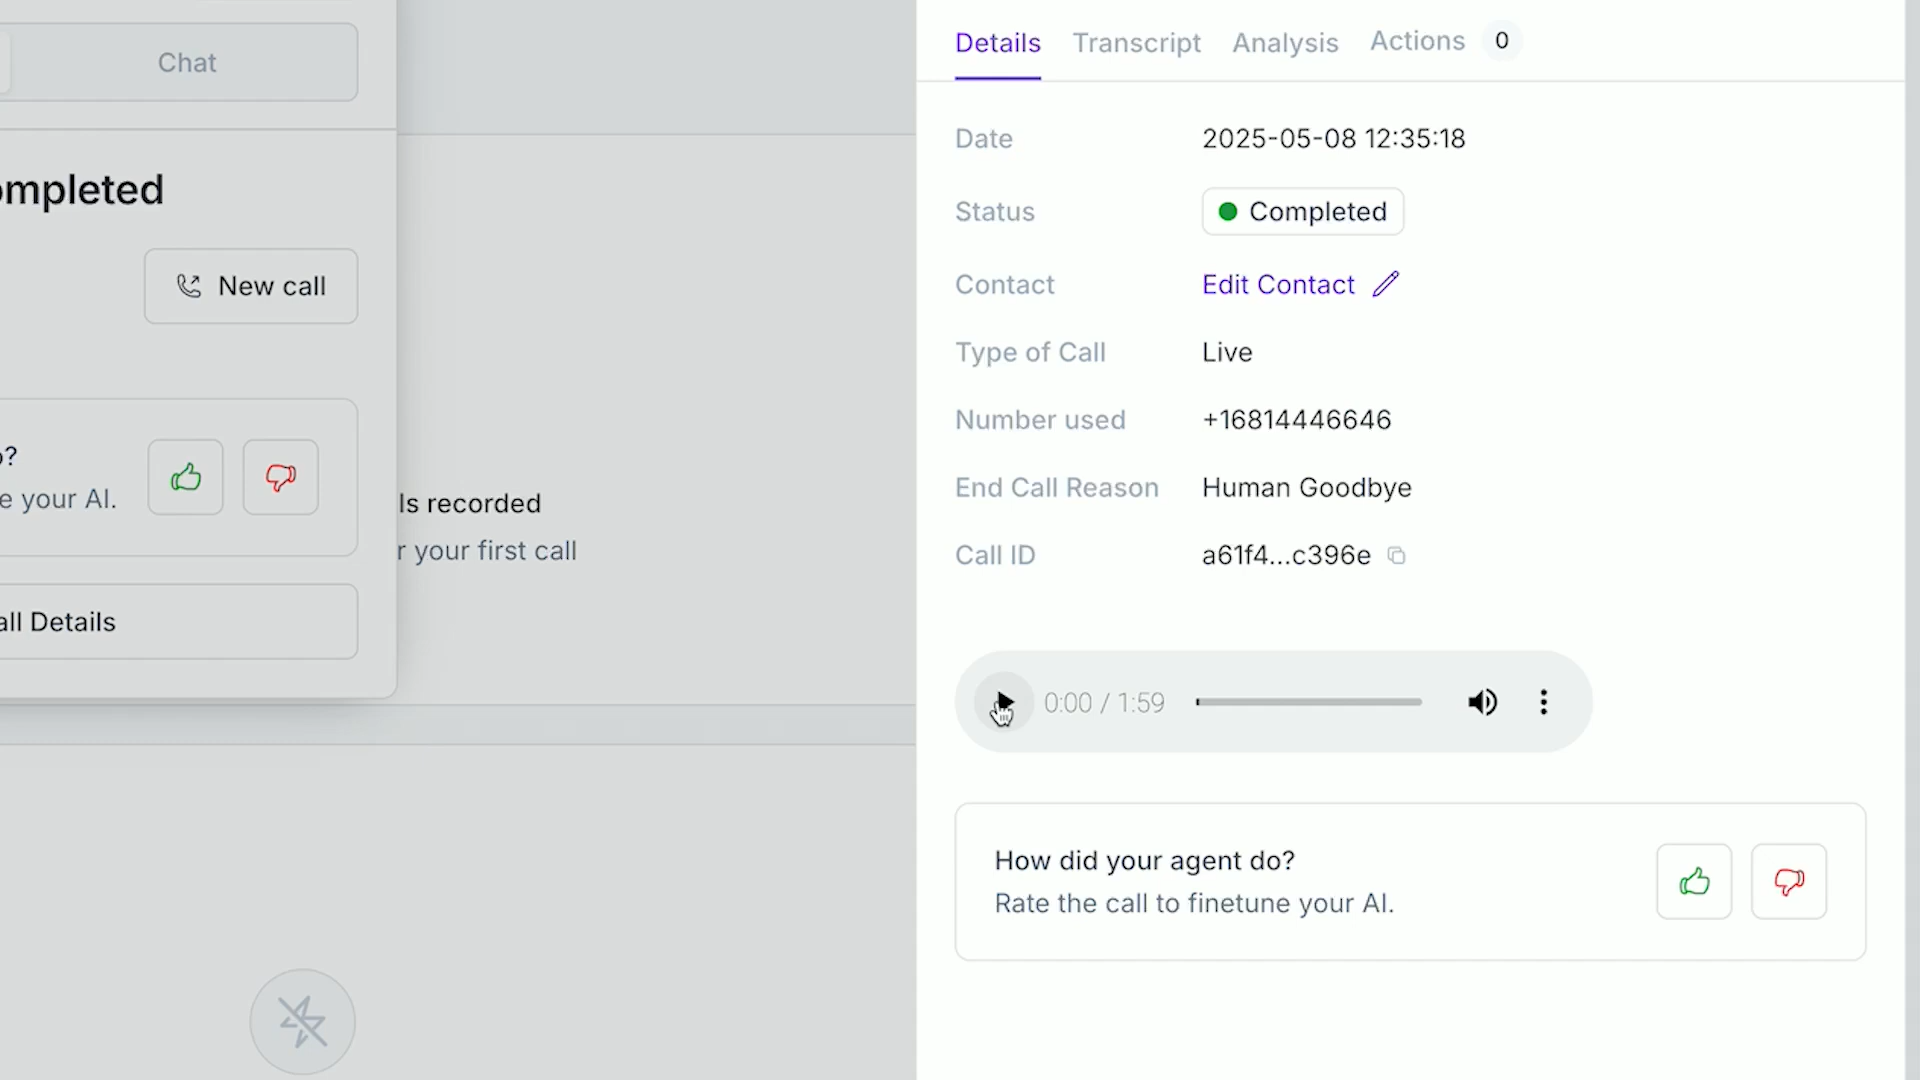 Chat
ompleted
New call
o?
e your AI.
ls recorded
r your first call
all Details
Details Transcript Analysis Actions 0
Date 2025-05-08 12:35:18
Status Completed
Contact Edit Contact
Type of Call Live
Number used +16814446646
End Call Reason Human Goodbye
Call ID a61f4...c396e
0:00 / 1:59
How did your agent do?
Rate the call to finetune your AI.